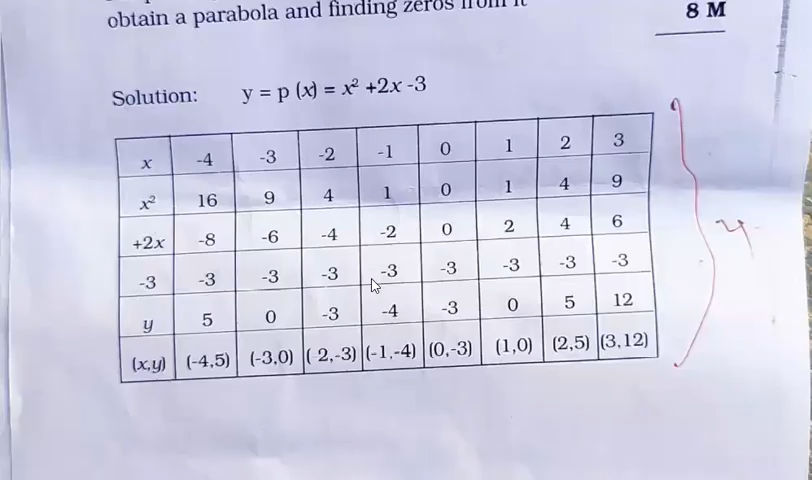 obtain a parabola and finding zeros from it
8 M
Solution: y = p (x) = x² +2x -3
x -4 -3 -2 -1 0 1 2 3
x² 16 9 4 1 0 1 4 9
+2x -8 -6 -4 -2 0 2 4 6
-3 -3 -3 -3 -3 -3 -3 -3 -3
y 5 0 -3 -4 -3 0 5 12
(x,y) (-4,5) (-3,0) (-2,-3) (-1,-4) (0,-3) (1,0) (2,5) (3,12)